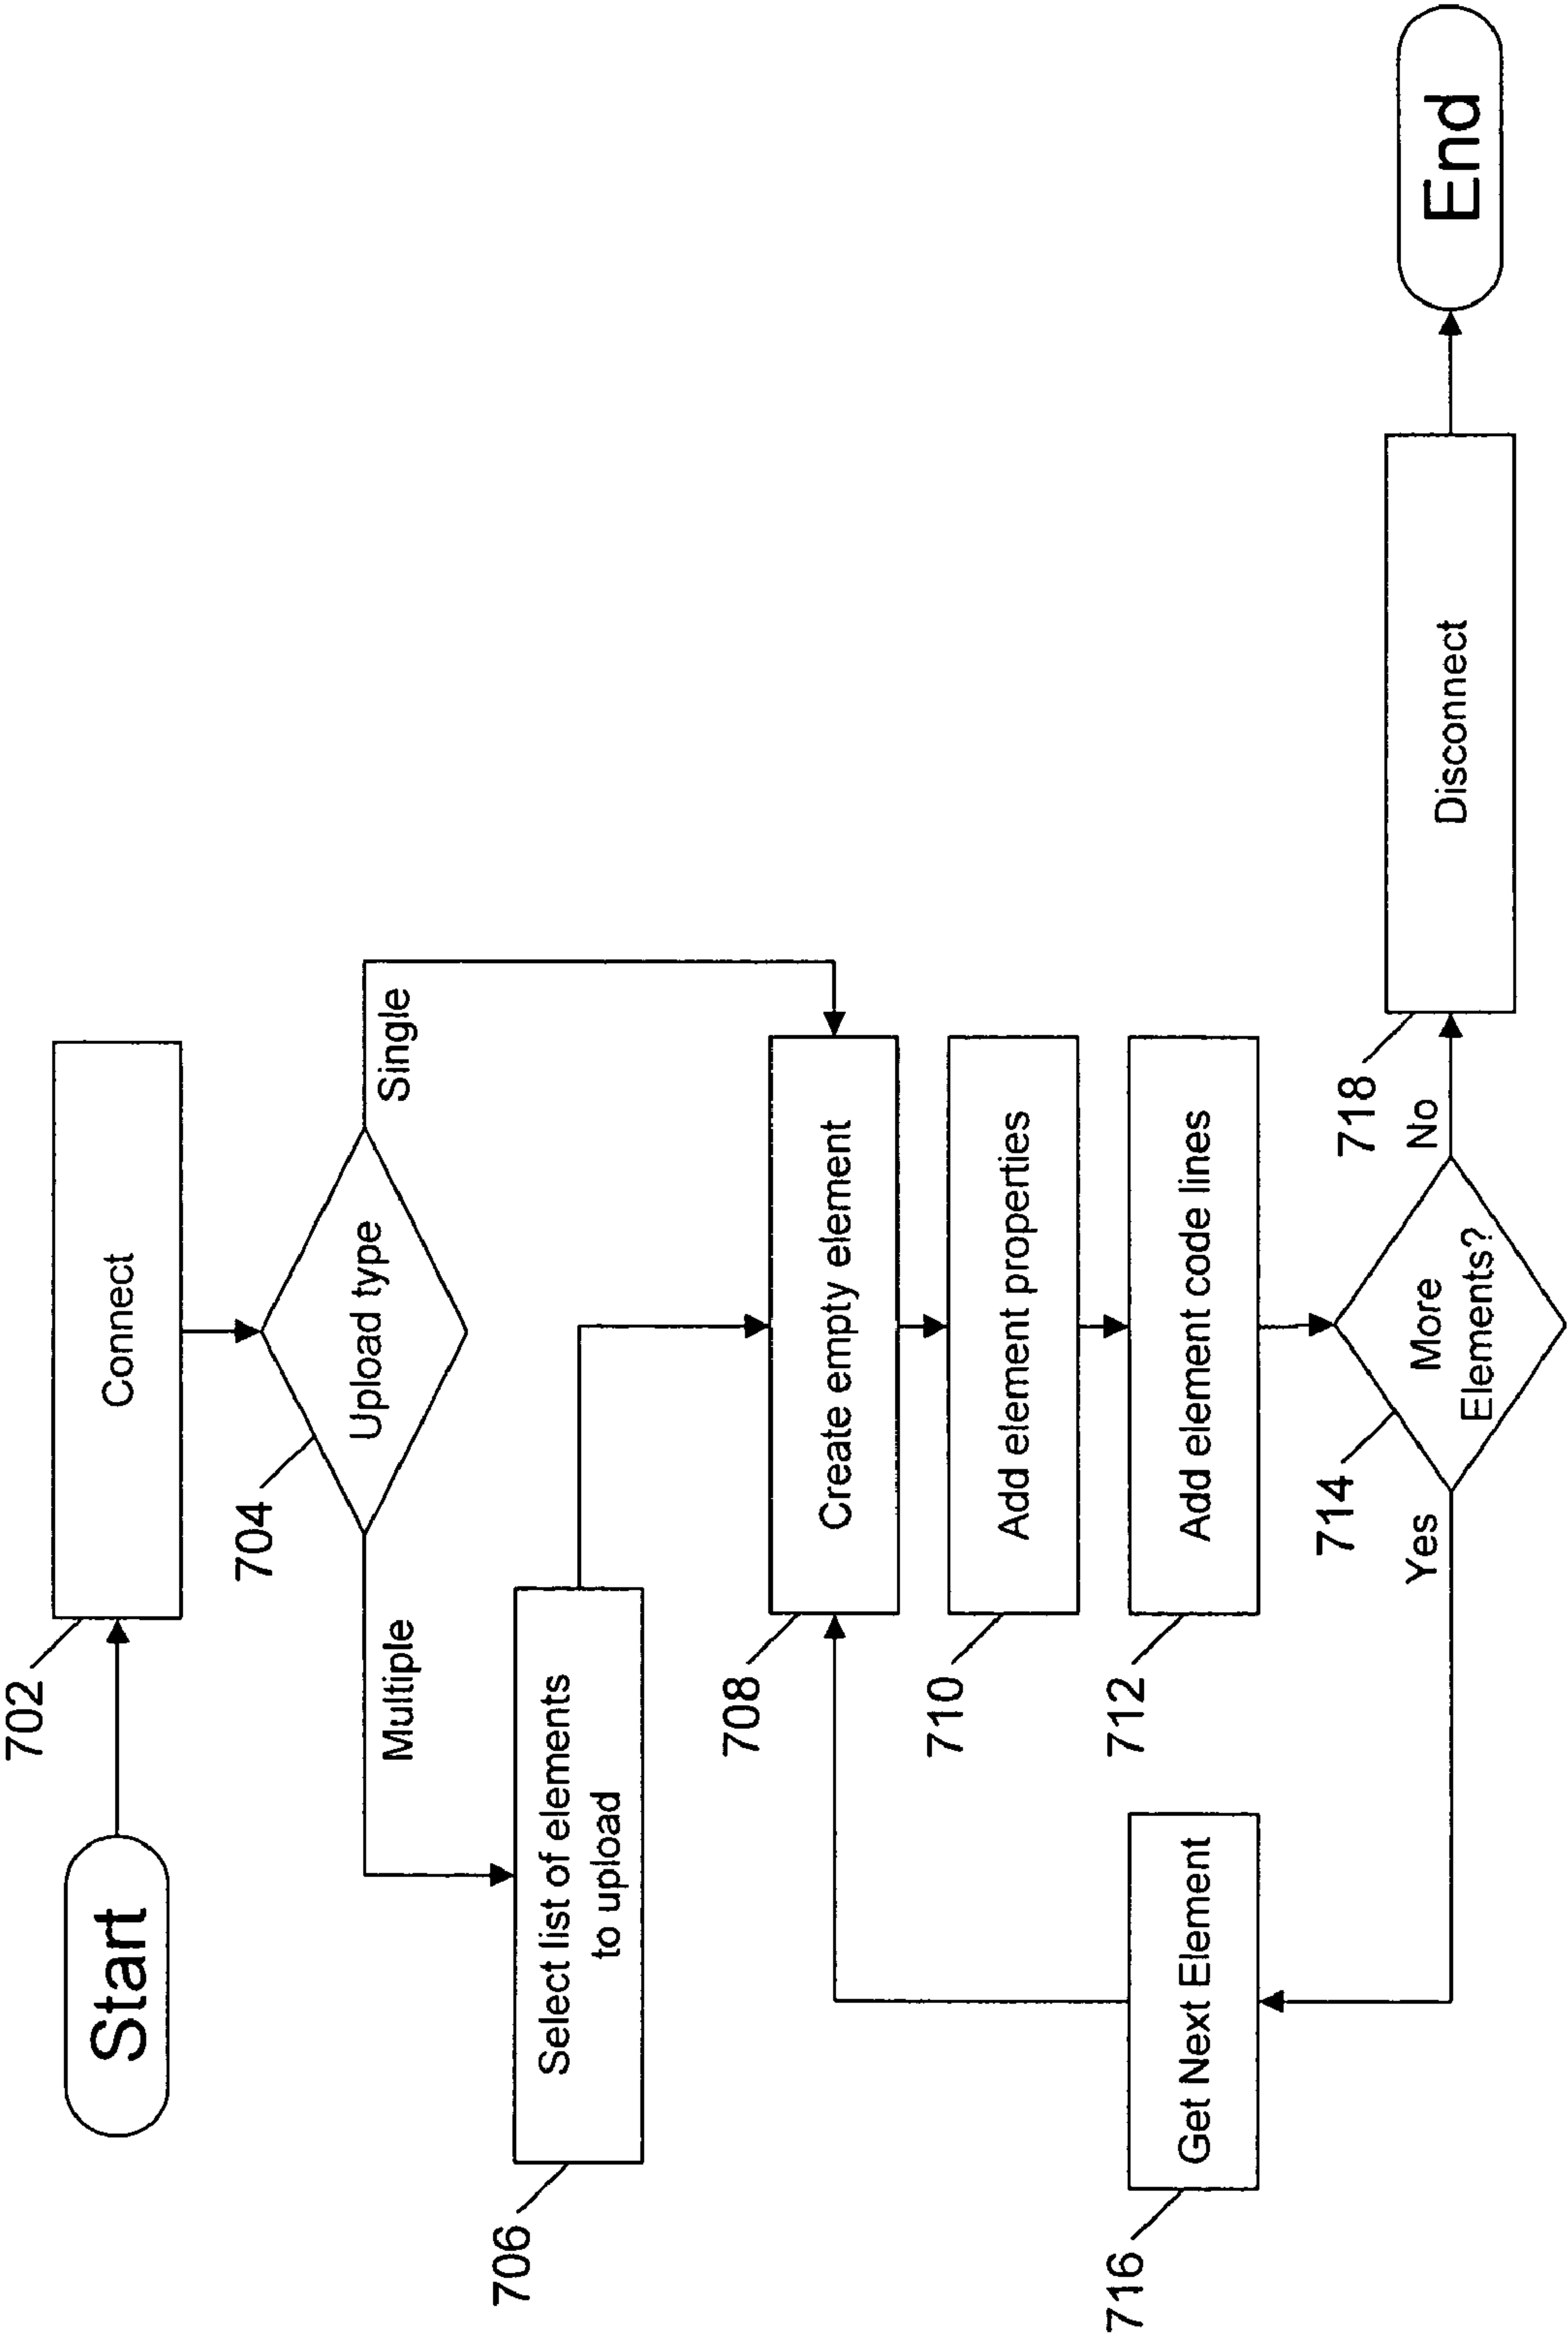 702
Start
Connect
704
Upload type
Multiple
Single
706
Select list of elements
to upload
708
Create empty element
710
Add element properties
716
Get Next Element
712
Add element code lines
714
More
Elements?
Yes
No
718
Disconnect
End